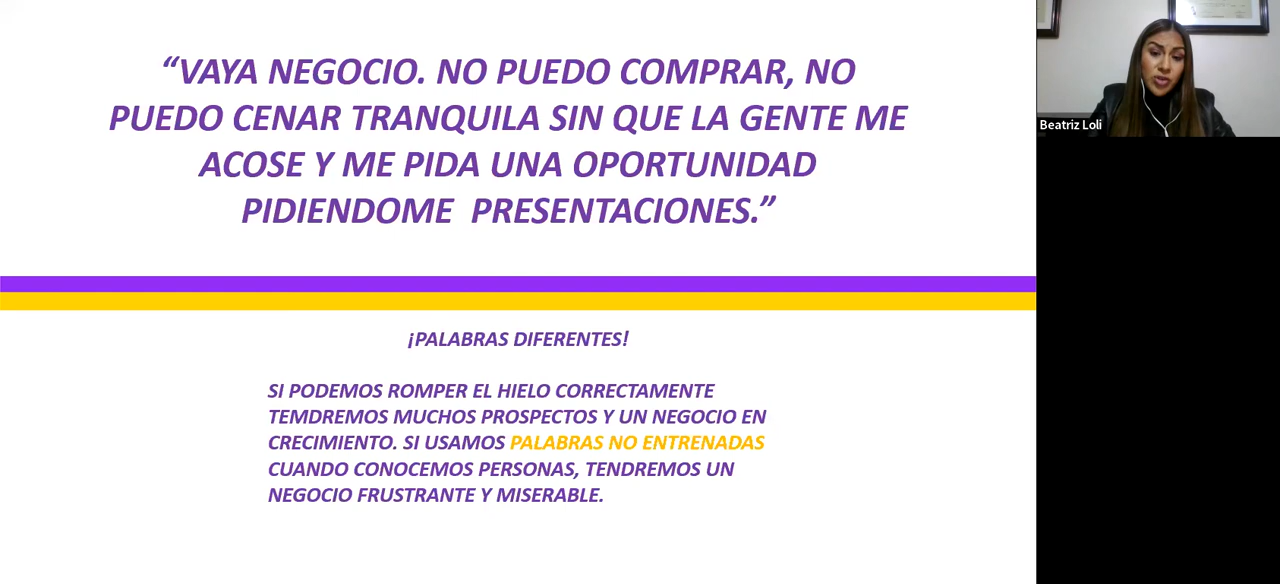 “VAYA NEGOCIO. NO PUEDO COMPRAR, NO
PUEDO CENAR TRANQUILA SIN QUE LA GENTE ME
ACOSE Y ME PIDA UNA OPORTUNIDAD
PIDIENDOME PRESENTACIONES.”
¡PALABRAS DIFERENTES!
SI PODEMOS ROMPER EL HIELO CORRECTAMENTE
TEMDREMOS MUCHOS PROSPECTOS Y UN NEGOCIO EN
CRECIMIENTO. SI USAMOS PALABRAS NO ENTRENADAS
CUANDO CONOCEMOS PERSONAS, TENDREMOS UN
NEGOCIO FRUSTRANTE Y MISERABLE.
Beatriz Loli